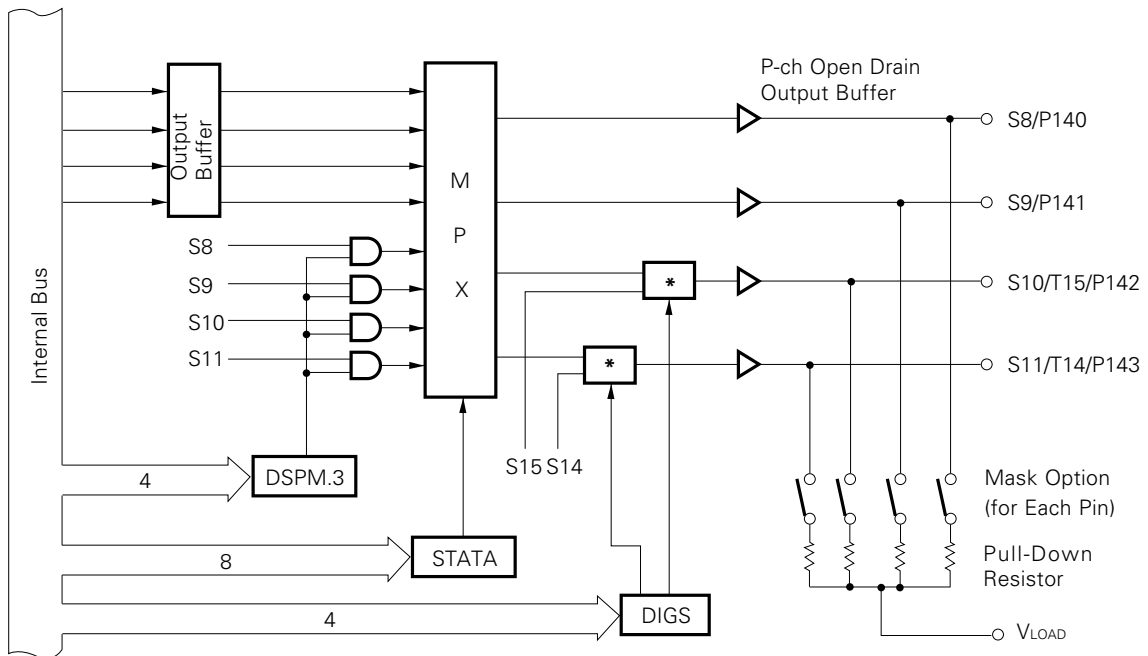 P-ch Open Drain
Output Buffer
S8/P140
Output
Buffer
M
P
X
S9/P141
S8
S9
S10
S11
*
S10/T15/P142
*
S11/T14/P143
Internal Bus
S15 S14
4
DSPM.3
Mask Option
(for Each Pin)
8
STATA
Pull-Down
Resistor
4
DIGS
VLOAD